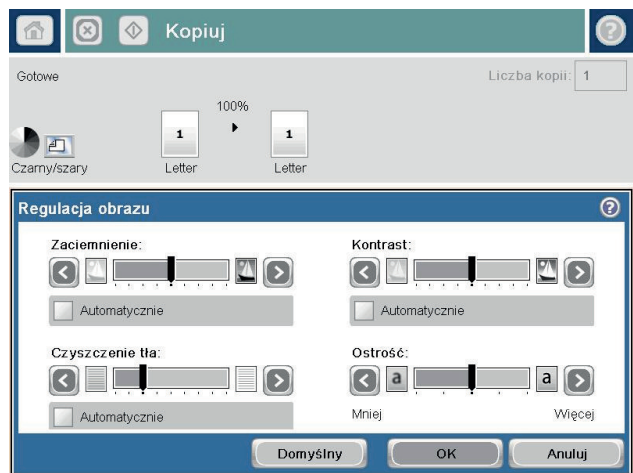 Kopiuj
?
Gotowe
Liczba kopii: 1
100%
1
1
Czarny/szary
Letter
Letter
Regulacja obrazu
?
Zaciemnienie:
Kontrast:
Automatycznie
Automatycznie
Czyszczenie tła:
Ostrość:
a
a
Automatycznie
Mniej
Więcej
Domyślny
OK
Anuluj